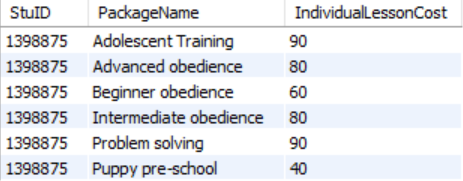 StuID PackageName IndividualLessonCost
1398875 Adolescent Training 90
1398875 Advanced obedience 80
1398875 Beginner obedience 60
1398875 Intermediate obedience 80
1398875 Problem solving 90
1398875 Puppy pre-school 40